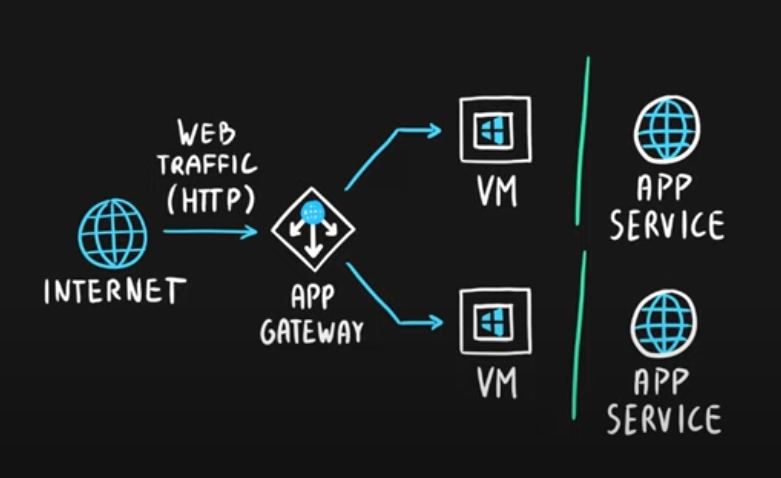 WEB
TRAFFIC
(HTTP)
INTERNET
APP
GATEWAY
VM
APP
SERVICE
VM
APP
SERVICE